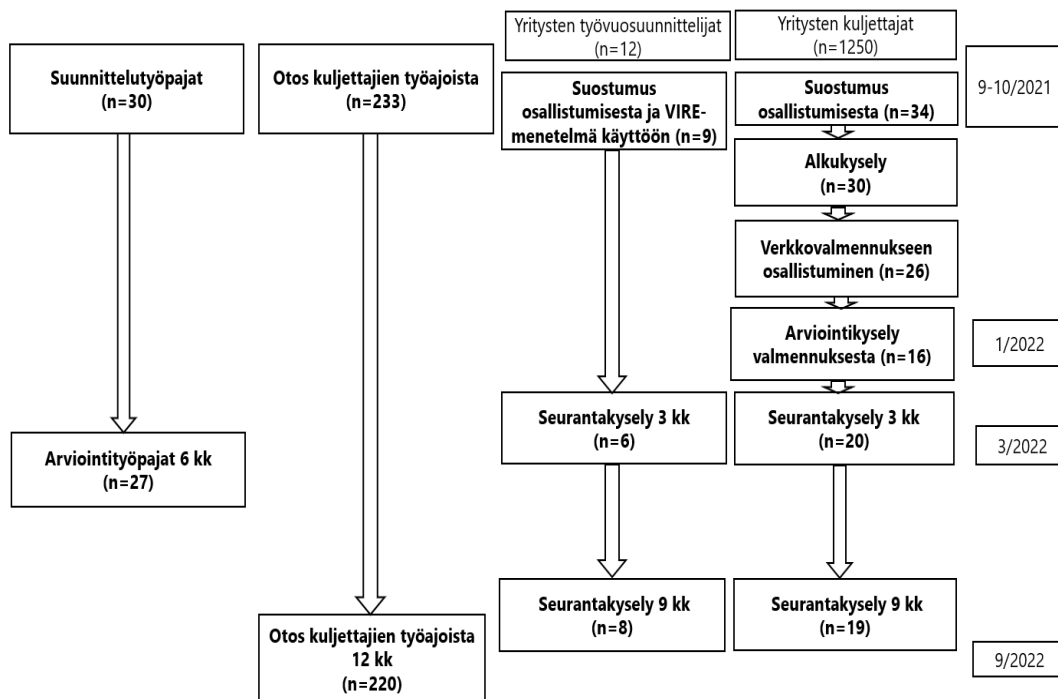 Suunnittelutyöpajat
(n=30)
Arviointityöpajat 6 kk
(n=27)
Otos kuljettajien työajoista
(n=233)
Otos kuljettajien työajoista
12 kk
(n=220)
Yritysten työvuosuunnittelijat
(n=12)
Suostumus
osallistumisesta ja VIRE-
menetelmä käyttöön (n=9)
Seurantakysely 3 kk
(n=6)
Seurantakysely 9 kk
(n=8)
Yritysten kuljettajat
(n=1250)
Suostumus
osallistumisesta (n=34)
Alkukysely
(n=30)
Verkkovalmennukseen
osallistuminen (n=26)
Arviointikysely
valmennuksesta (n=16)
Seurantakysely 3 kk
(n=20)
Seurantakysely 9 kk
(n=19)
9-10/2021
1/2022
3/2022
9/2022